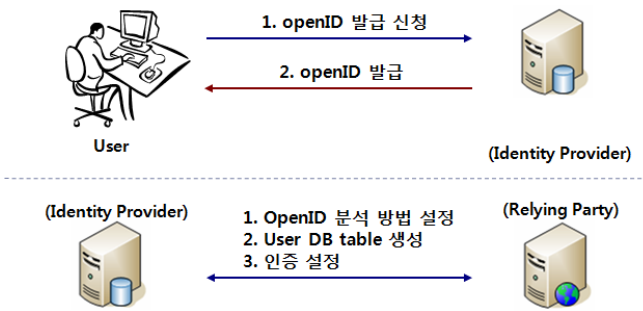 1. openID 발급 신청
2. openID 발급
User
(Identity Provider)
(Identity Provider)
1. OpenID 분석 방법 설정
2. User DB table 생성
3. 인증 설정
(Relying Party)